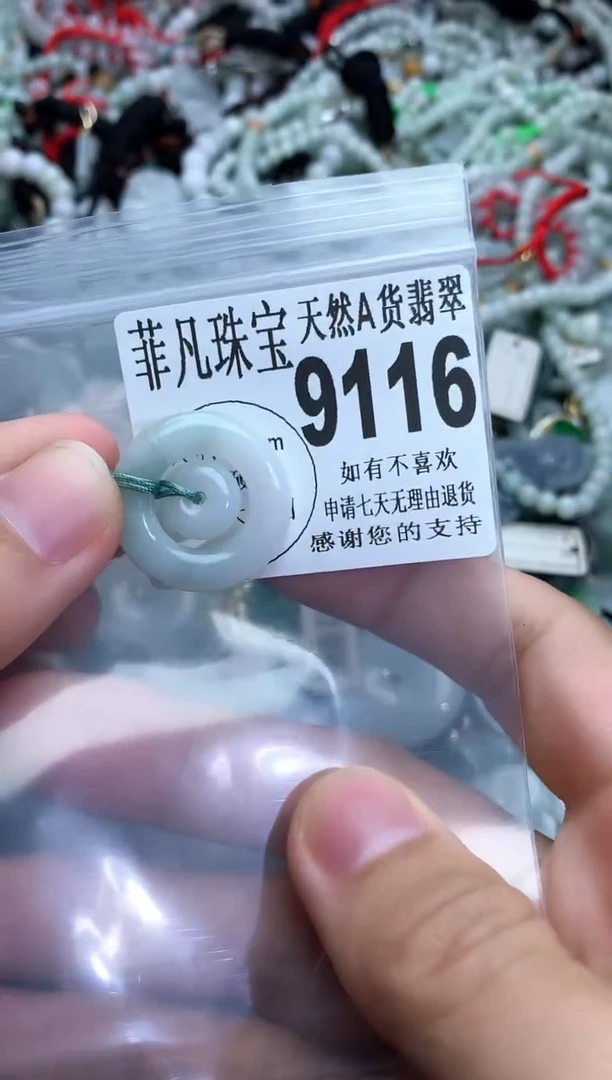 菲凡珠宝
天然A货翡翠
9116
m
如有不喜欢
申请七天无理由退货
感谢您的支持